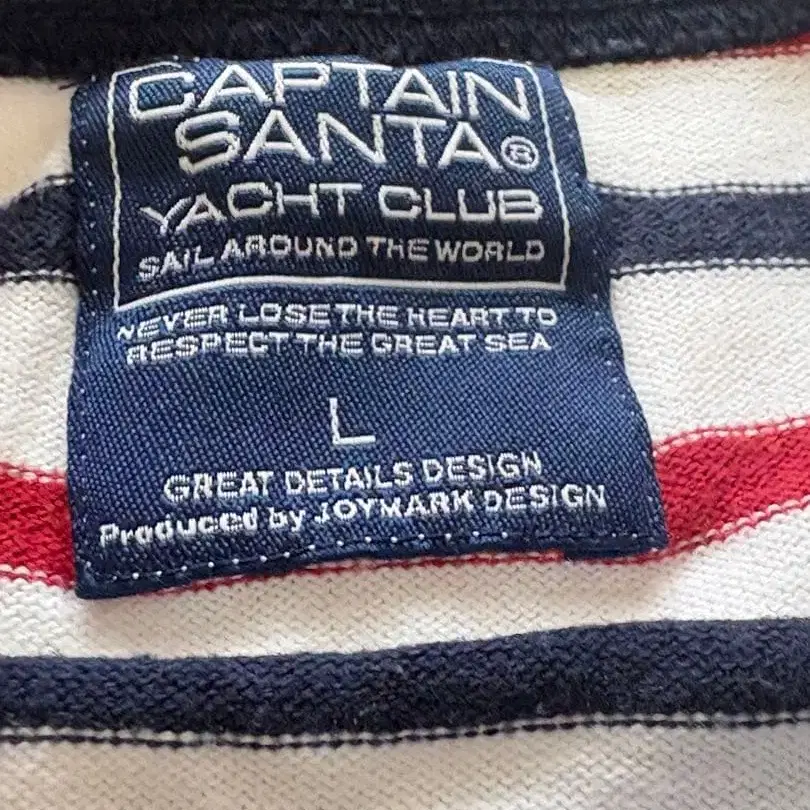 CAPTAIN
SANTA®
YACHT CLUB
SAIL AROUND THE WORLD
NEVER LOSE THE HEART TO
RESPECT THE GREAT SEA
L
GREAT DETAILS DESIGN
Produced by JOYMARK DESIGN